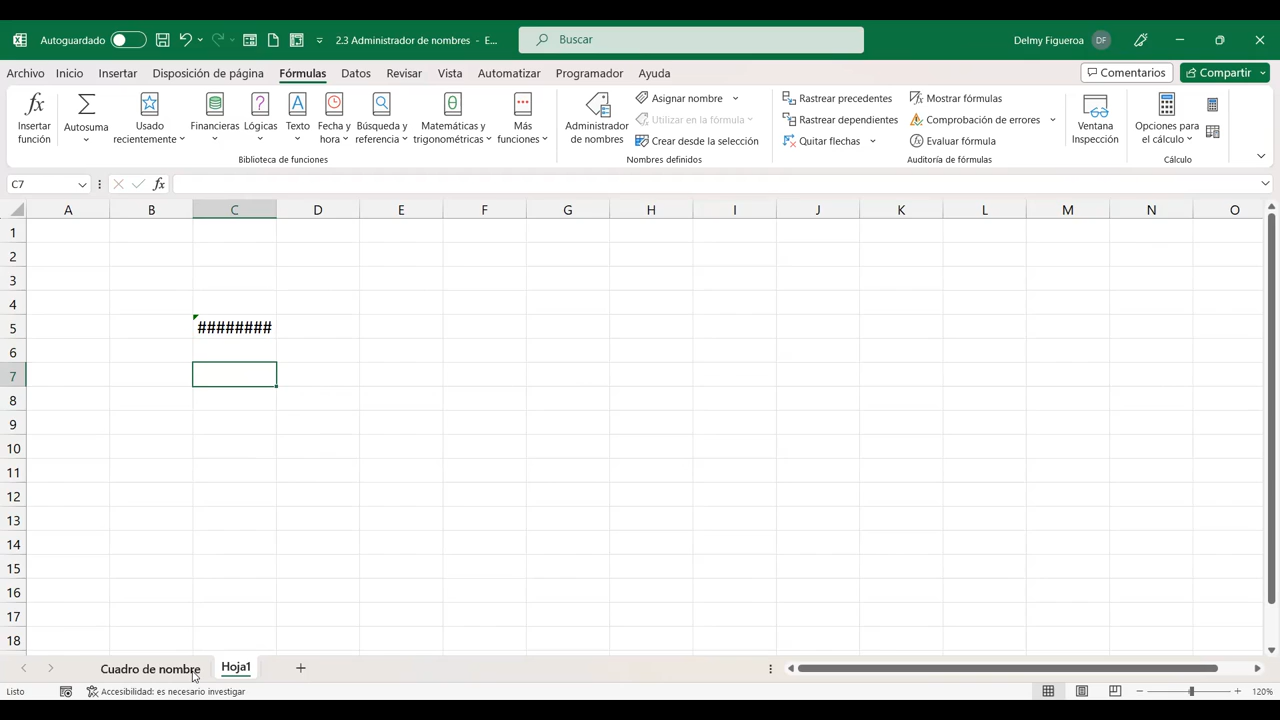 Autoguardado
2.3 Administrador de nombres - E...
Buscar
Delmy Figueroa
DF
Archivo
Inicio
Insertar
Disposición de página
Fórmulas
Datos
Revisar
Vista
Automatizar
Programador
Ayuda
Comentarios
Compartir
Insertar función
Autosuma
Usado recientemente
Financieras
Lógicas
Texto
Fecha y hora
Búsqueda y referencia
Matemáticas y trigonométricas
Más funciones
Biblioteca de funciones
Administrador de nombres
Asignar nombre
Utilizar en la fórmula
Crear desde la selección
Nombres definidos
Rastrear precedentes
Rastrear dependientes
Quitar flechas
Mostrar fórmulas
Comprobación de errores
Evaluar fórmula
Auditoría de fórmulas
Ventana Inspección
Opciones para el cálculo
Cálculo
C7
fx
A B C D E F G H I J K L M N O
1
2
3
4
5 ########
6
7
8
9
10
11
12
13
14
15
16
17
18
Cuadro de nombre
Hoja1
Listo
Accesibilidad: es necesario investigar
120%